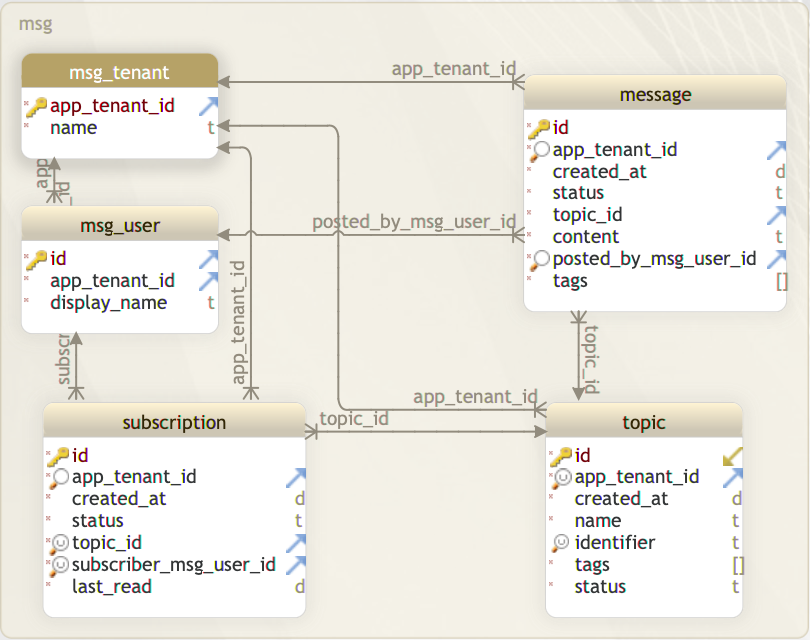 msg
msg_tenant
app_tenant_id
name t
app_tenant_id
message
id
app_tenant_id
created_at d
status t
topic_id
content t
posted_by_msg_user_id
tags []
app
_id
msg_user
id
app_tenant_id
display_name t
posted_by_msg_user_id
app_tenant_id
subscr
topic_id
app_tenant_id
topic_id
subscription
id
app_tenant_id
created_at d
status t
topic_id
subscriber_msg_user_id
last_read d
topic
id
app_tenant_id
created_at d
name t
identifier t
tags []
status t